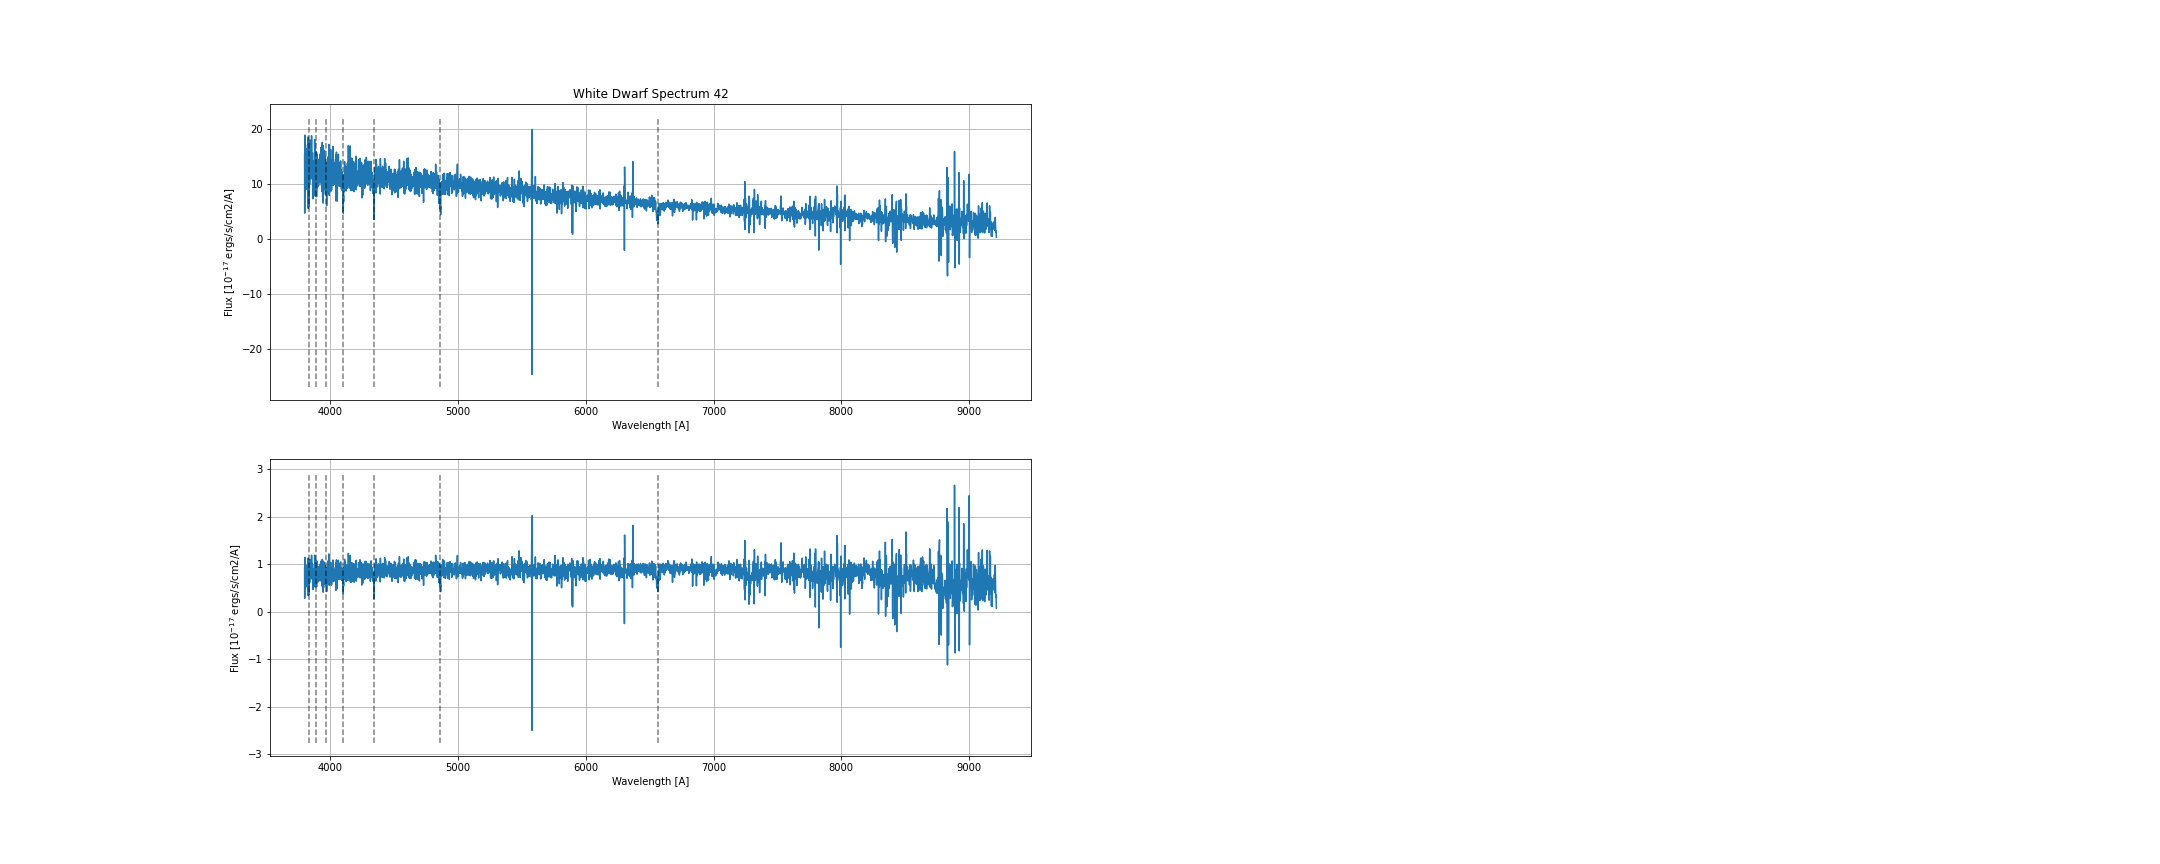 White Dwarf Spectrum 42
20
10
0
−10
−20
Flux [10⁻¹⁷ ergs/s/cm2/A]
4000 5000 6000 7000 8000 9000
Wavelength [A]
3
2
1
0
−1
−2
−3
Flux [10⁻¹⁷ ergs/s/cm2/A]
4000 5000 6000 7000 8000 9000
Wavelength [A]